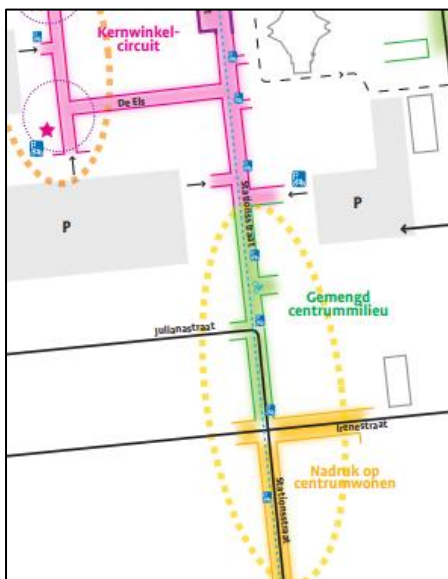 Kernwinkel-
circuit
De Els
P
P
P
Stationsstraat
P
Gemengd
centrummilieu
Julianastraat
Irenestraat
Nadruk op
centrumwonen
Stationsstraat